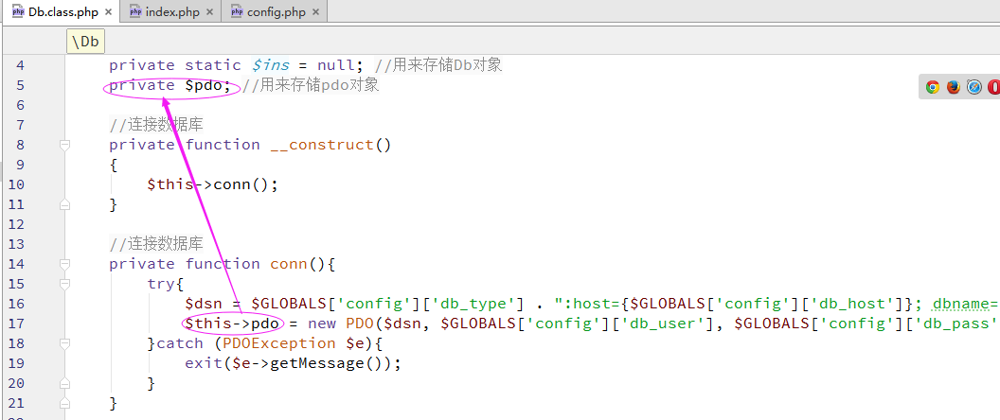 Db.class.php × index.php × config.php ×
\Db
4 private static $ins = null; //用来存储Db对象
5 private $pdo; //用来存储pdo对象
6
7 //连接数据库
8 private function __construct()
9 {
10 $this->conn();
11 }
12
13 //连接数据库
14 private function conn(){
15 try{
16 $dsn = $GLOBALS['config']['db_type'] . ":host={$GLOBALS['config']['db_host']}; dbname=
17 $this->pdo = new PDO($dsn, $GLOBALS['config']['db_user'], $GLOBALS['config']['db_pass'
18 }catch (PDOException $e){
19 exit($e->getMessage());
20 }
21 }